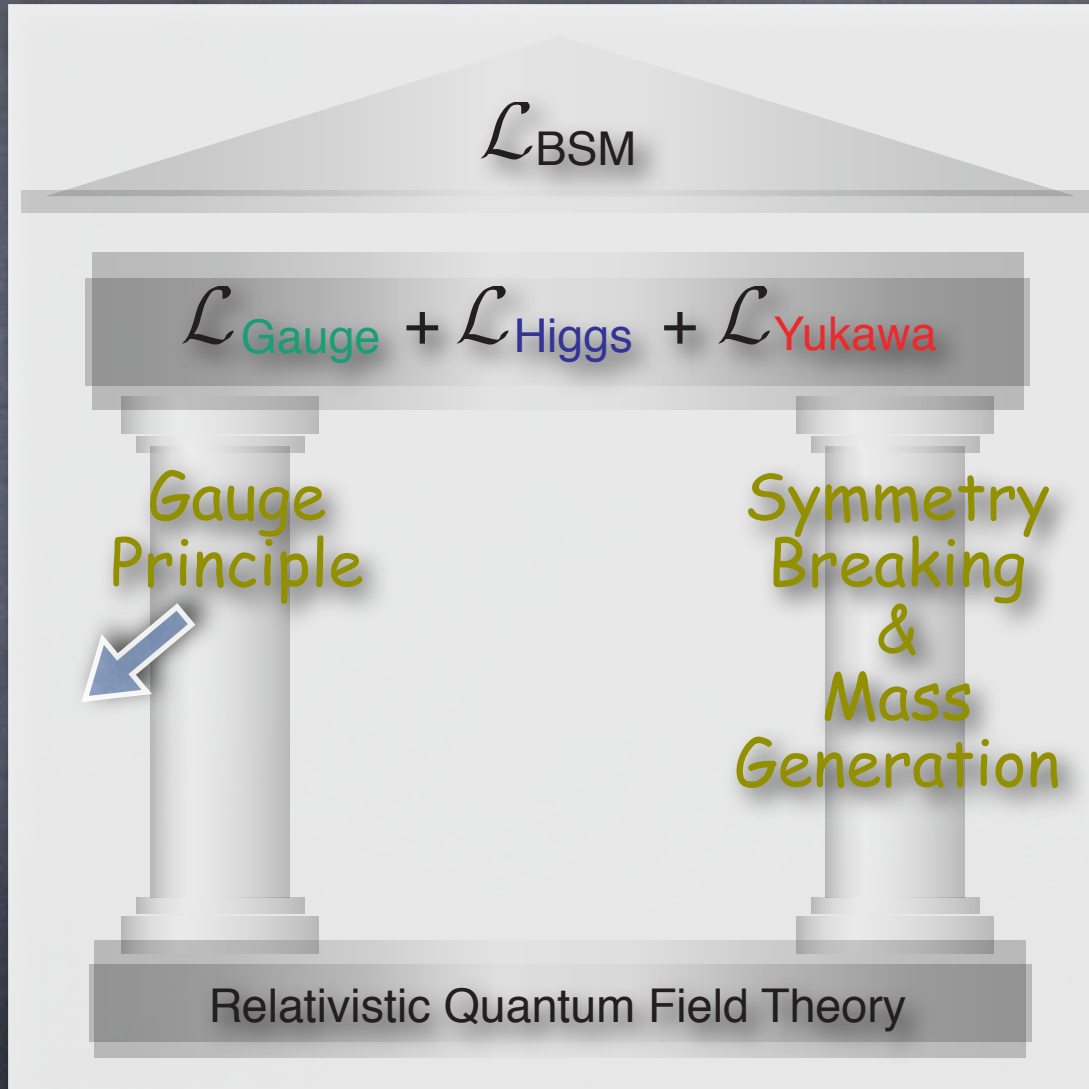 ℒBSM
ℒGauge + ℒHiggs + ℒYukawa
Gauge
Principle
Symmetry
Breaking
&
Mass
Generation
Relativistic Quantum Field Theory